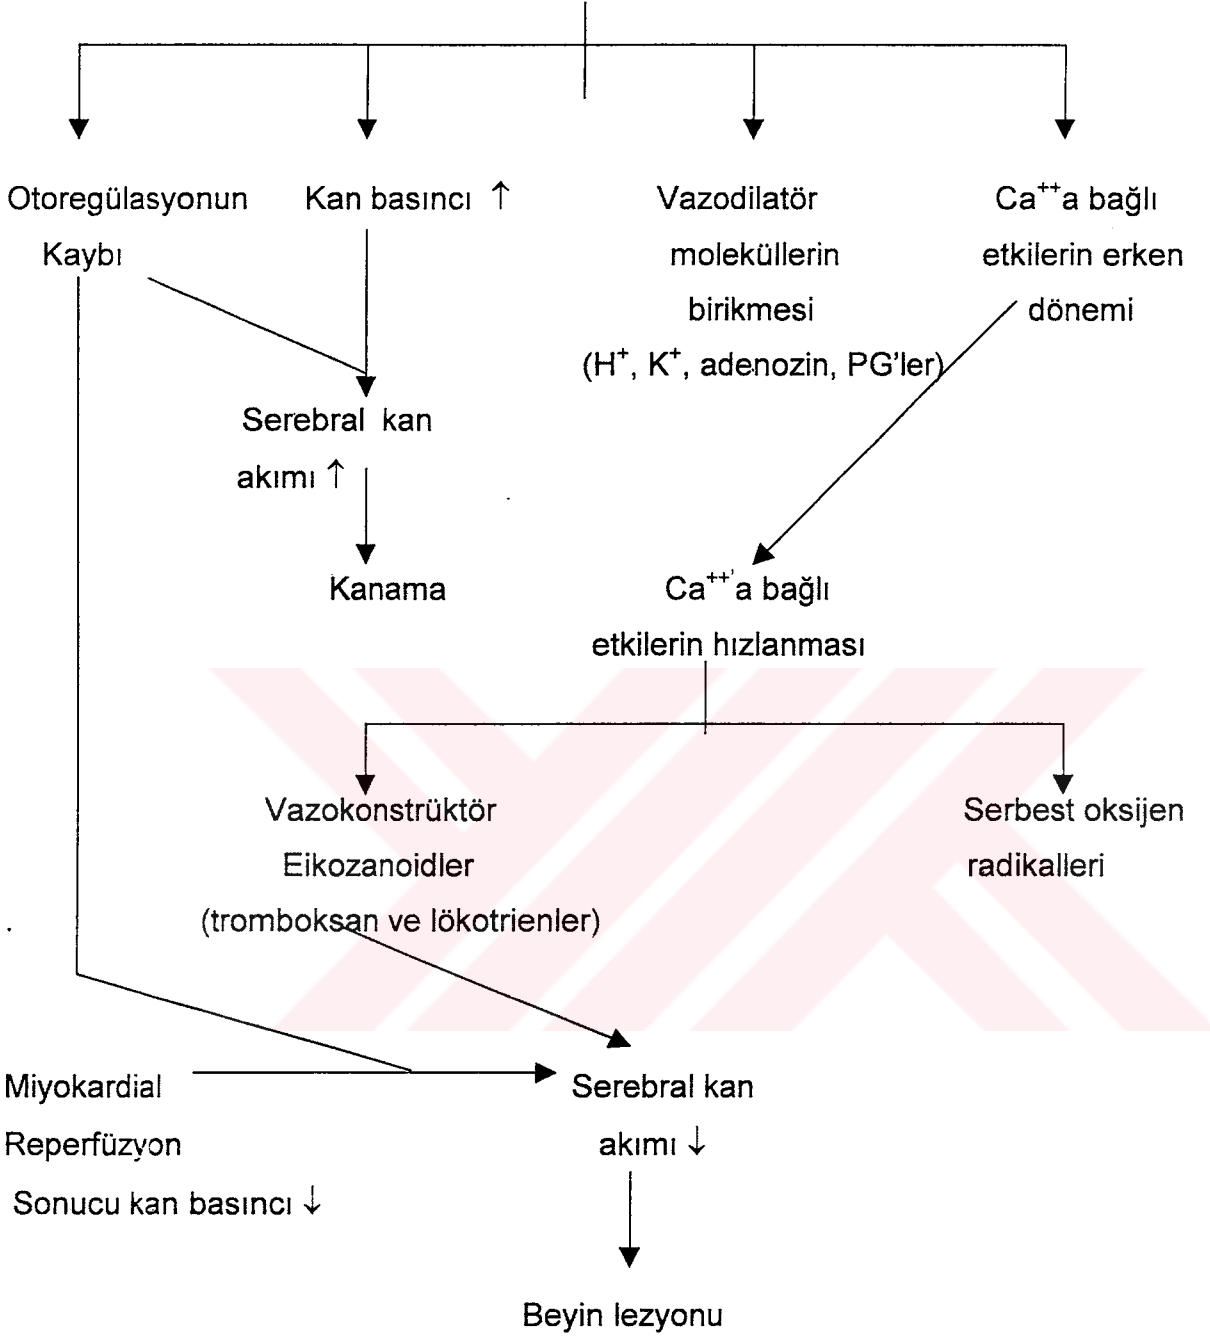 Otoregülasyonun
Kaybı
Kan basıncı ↑
Vazodilatör
moleküllerin
birikmesi
(H⁺, K⁺, adenozin, PG'ler)
Ca⁺⁺a bağlı
etkilerin erken
dönemi
Serebral kan
akımı ↑
Kanama
Ca⁺⁺'a bağlı
etkilerin hızlanması
Vazokonstrüktör
Eikozanoidler
(tromboksan ve lökotrienler)
Serbest oksijen
radikalleri
Miyokardial
Reperfüzyon
Sonucu kan basıncı ↓
Serebral kan
akımı ↓
Beyin lezyonu